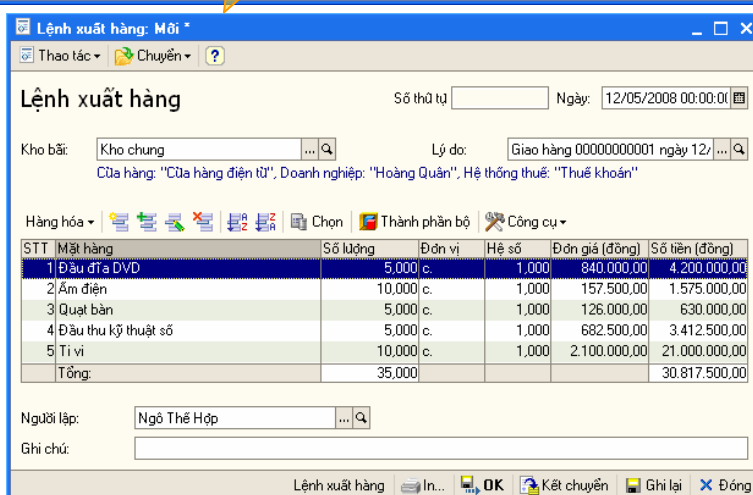 Lệnh xuất hàng: Mới *
Thao tác Chuyển ?
Lệnh xuất hàng Số thứ tự Ngày: 12/05/2008 00:00:0(
Kho bãi: Kho chung ... Lý do: Giao hàng 00000000001 ngày 12/ ...
Cửa hàng: "Cửa hàng điện tử", Doanh nghiệp: "Hoàng Quân", Hệ thống thuế: "Thuế khoán"
Hàng hóa Chọn Thành phần bộ Công cụ
STT Mặt hàng Số lượng Đơn vị Hệ số Đơn giá (đồng) Số tiền (đồng)
1 Đầu đĩa DVD 5,000 c. 1,000 840.000,00 4.200.000,00
2 Ấm điện 10,000 c. 1,000 157.500,00 1.575.000,00
3 Quạt bàn 5,000 c. 1,000 126.000,00 630.000,00
4 Đầu thu kỹ thuật số 5,000 c. 1,000 682.500,00 3.412.500,00
5 Ti vi 10,000 c. 1,000 2.100.000,00 21.000.000,00
Tổng: 35,000 30.817.500,00
Người lập: Ngô Thế Hợp ...
Ghi chú:
Lệnh xuất hàng In... OK Kết chuyển Ghi lại Đóng